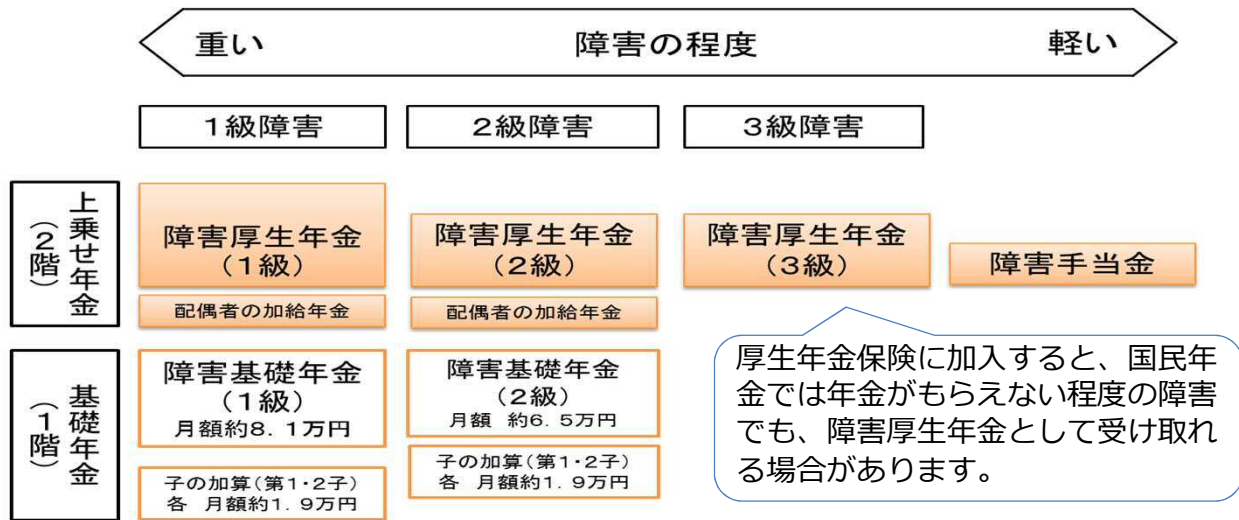 重い 障害の程度 軽い
1級障害 2級障害 3級障害
上乗せ年金
（2階）
障害厚生年金
（1級）
配偶者の加給年金
障害厚生年金
（2級）
配偶者の加給年金
障害厚生年金
（3級）
障害手当金
基礎年金
（1階）
障害基礎年金
（1級）
月額約8．1万円
子の加算（第1・2子）
各　月額約1．9万円
障害基礎年金
（2級）
月額　約6．5万円
子の加算（第1・2子）
各　月額約1．9万円
厚生年金保険に加入すると、国民年
金では年金がもらえない程度の障害
でも、障害厚生年金として受け取れ
る場合があります。